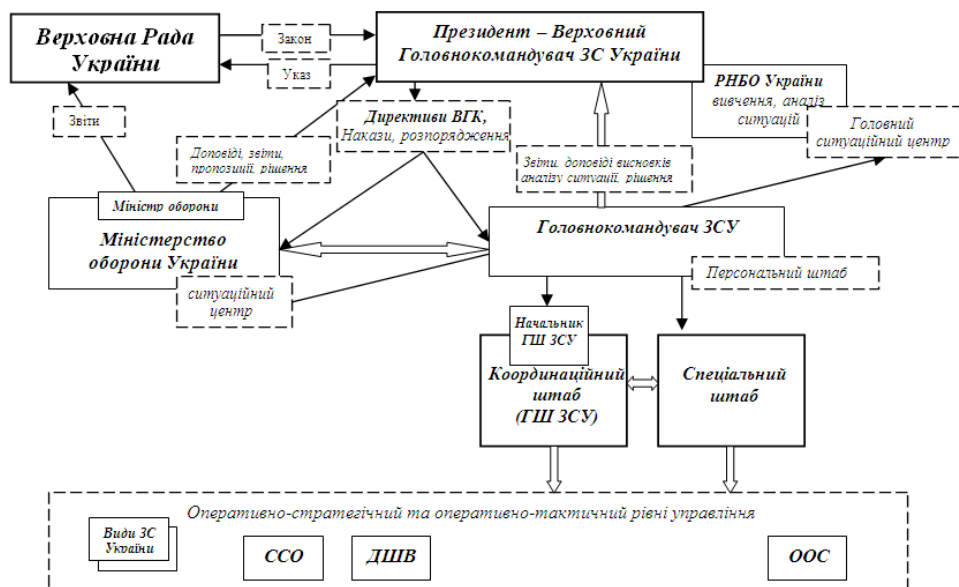 Верховна Рада
України
Закон
Указ
Президент – Верховний
Головнокомандувач ЗС України
РНБО України
вивчення, аналіз
ситуацій
Головний
ситуаційний центр
Звіти
Директиви ВГК,
Накази, розпорядження
Доповіді, звіти,
пропозиції, рішення
Звіти. доповіді висновків
аналізу ситуації, рішення
Міністр оборони
Міністерство
оборони України
ситуаційний
центр
Головнокомандувач ЗСУ
Персональний штаб
Начальник
ГШ ЗСУ
Координаційний
штаб
(ГШ ЗСУ)
Спеціальний
штаб
Оперативно-стратегічний та оперативно-тактичний рівні управління
Види ЗС
України
ССО
ДШВ
ООС